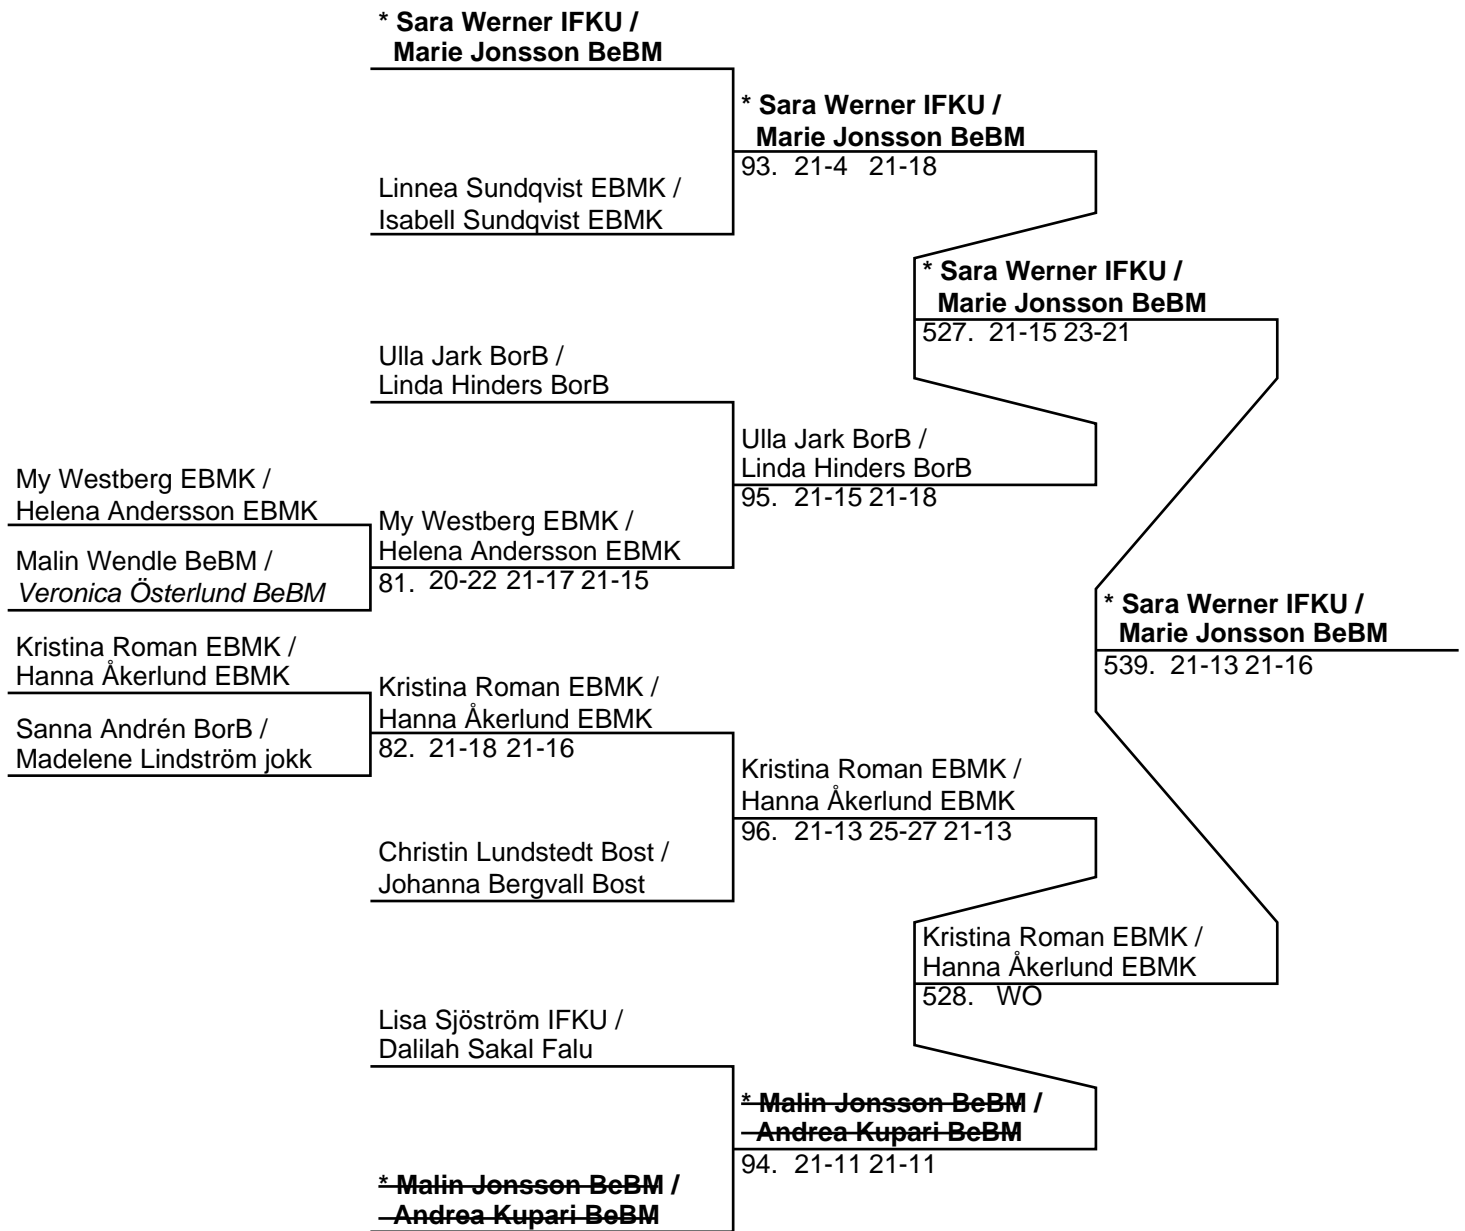 * Sara Werner IFKU /
Marie Jonsson BeBM
* Sara Werner IFKU /
Marie Jonsson BeBM
93. 21-4 21-18
Linnea Sundqvist EBMK /
Isabell Sundqvist EBMK
* Sara Werner IFKU /
Marie Jonsson BeBM
527. 21-15 23-21
Ulla Jark BorB /
Linda Hinders BorB
Ulla Jark BorB /
Linda Hinders BorB
95. 21-15 21-18
My Westberg EBMK /
Helena Andersson EBMK
My Westberg EBMK /
Helena Andersson EBMK
81. 20-22 21-17 21-15
Malin Wendle BeBM /
Veronica Österlund BeBM
* Sara Werner IFKU /
Marie Jonsson BeBM
539. 21-13 21-16
Kristina Roman EBMK /
Hanna Åkerlund EBMK
Kristina Roman EBMK /
Hanna Åkerlund EBMK
82. 21-18 21-16
Sanna Andrén BorB /
Madelene Lindström jokk
Kristina Roman EBMK /
Hanna Åkerlund EBMK
96. 21-13 25-27 21-13
Christin Lundstedt Bost /
Johanna Bergvall Bost
Kristina Roman EBMK /
Hanna Åkerlund EBMK
528. WO
Lisa Sjöström IFKU /
Dalilah Sakal Falu
* Malin Jonsson BeBM /
Andrea Kupari BeBM
94. 21-11 21-11
* Malin Jonsson BeBM /
Andrea Kupari BeBM